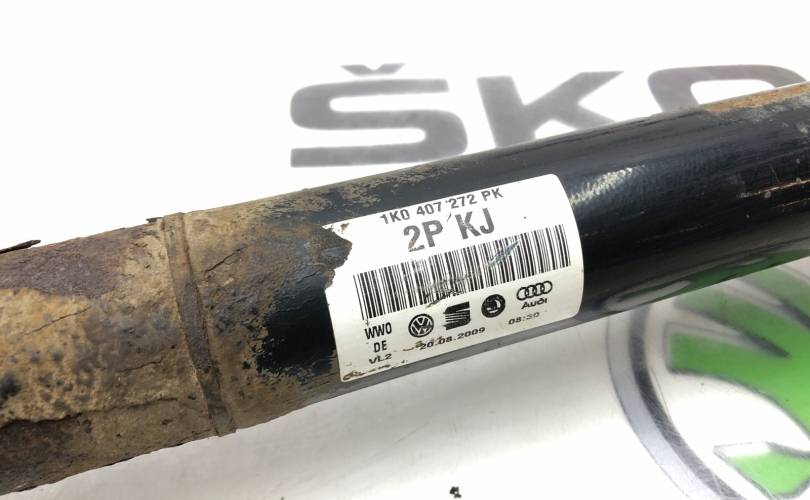 ŠKO
1K0 407 272 PK
2P KJ
WWO
Audi
DE
VL2 20.08.2009 08:30